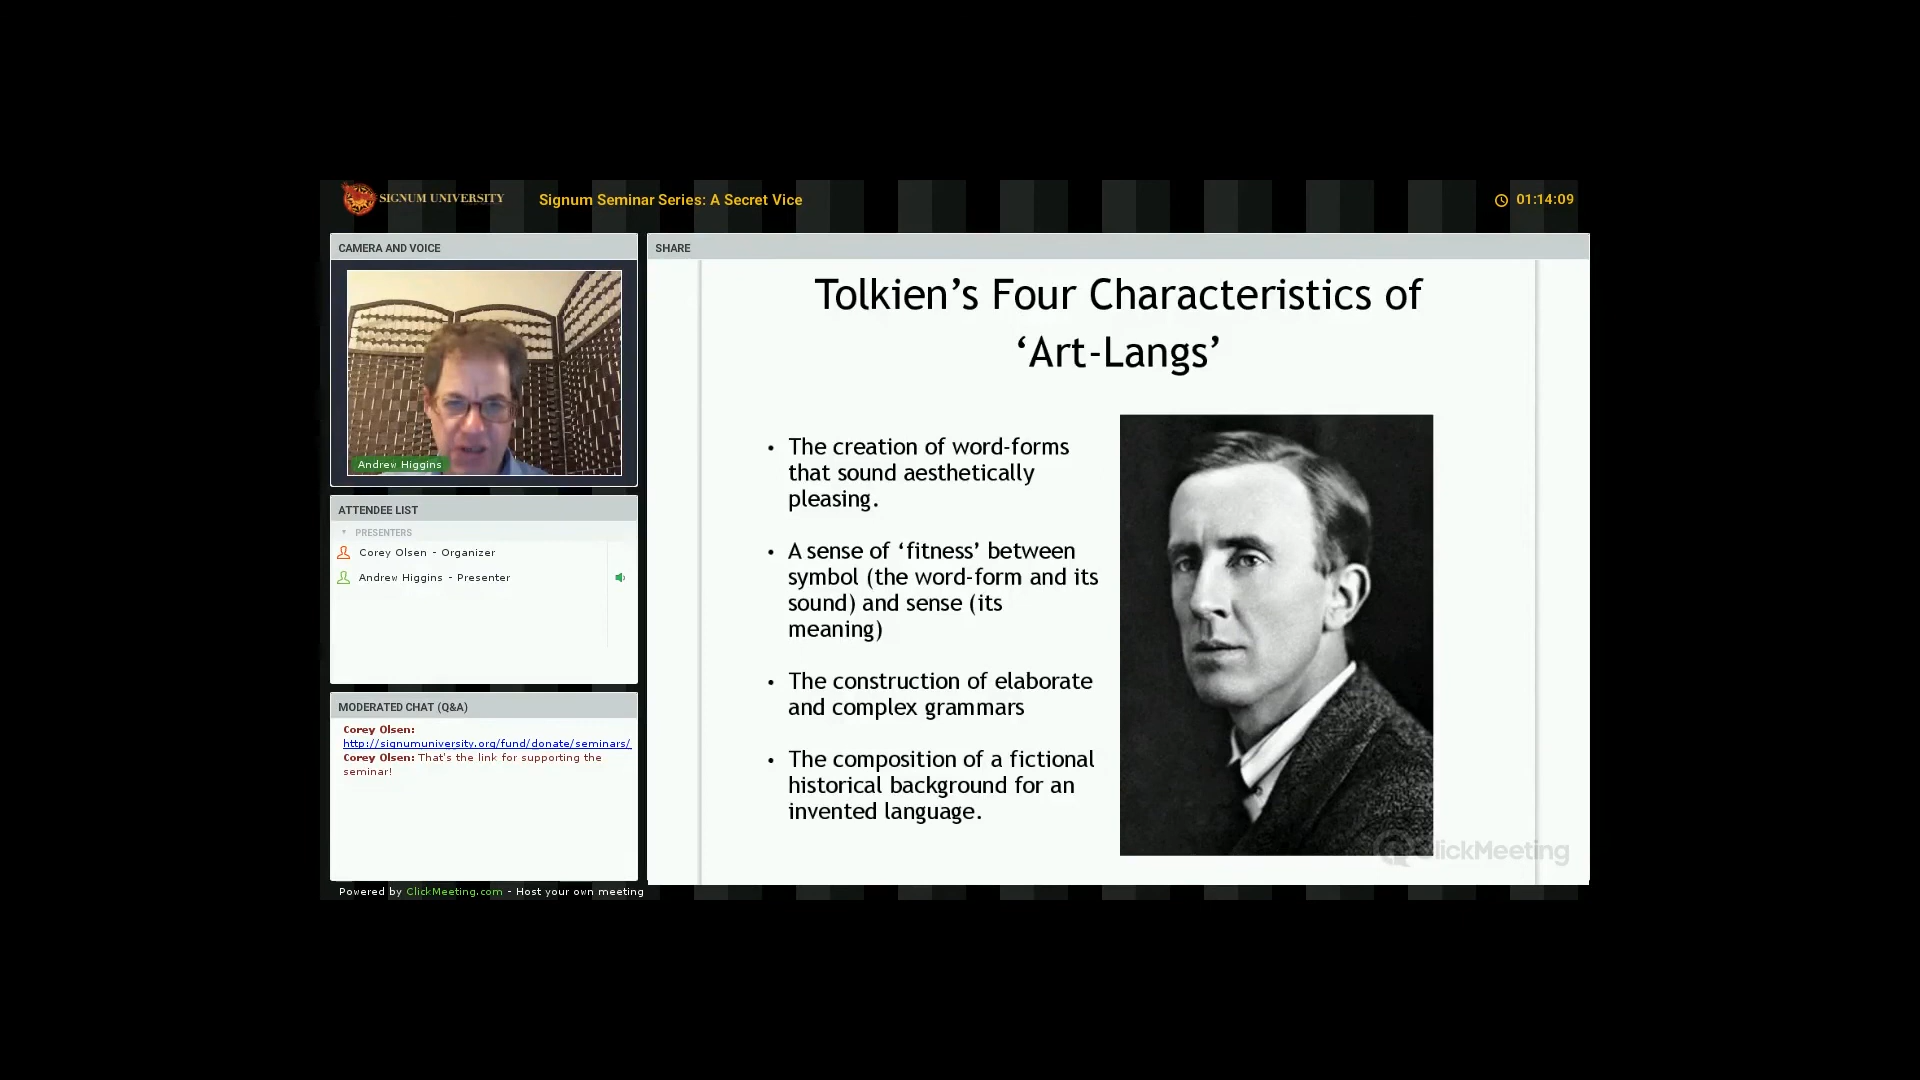 SIGNUM UNIVERSITY
Signum Seminar Series: A Secret Vice
01:14:09
CAMERA AND VOICE
Andrew Higgins
ATTENDEE LIST
PRESENTERS
Corey Olsen - Organizer
Andrew Higgins - Presenter
MODERATED CHAT (Q&A)
Corey Olsen:
http://signumuniversity.org/fund/donate/seminars/
Corey Olsen: That's the link for supporting the
seminar!
Powered by ClickMeeting.com - Host your own meeting
SHARE
Tolkien’s Four Characteristics of
‘Art-Langs’
• The creation of word-forms
that sound aesthetically
pleasing.
• A sense of ‘fitness’ between
symbol (the word-form and its
sound) and sense (its
meaning)
• The construction of elaborate
and complex grammars
• The composition of a fictional
historical background for an
invented language.
ClickMeeting